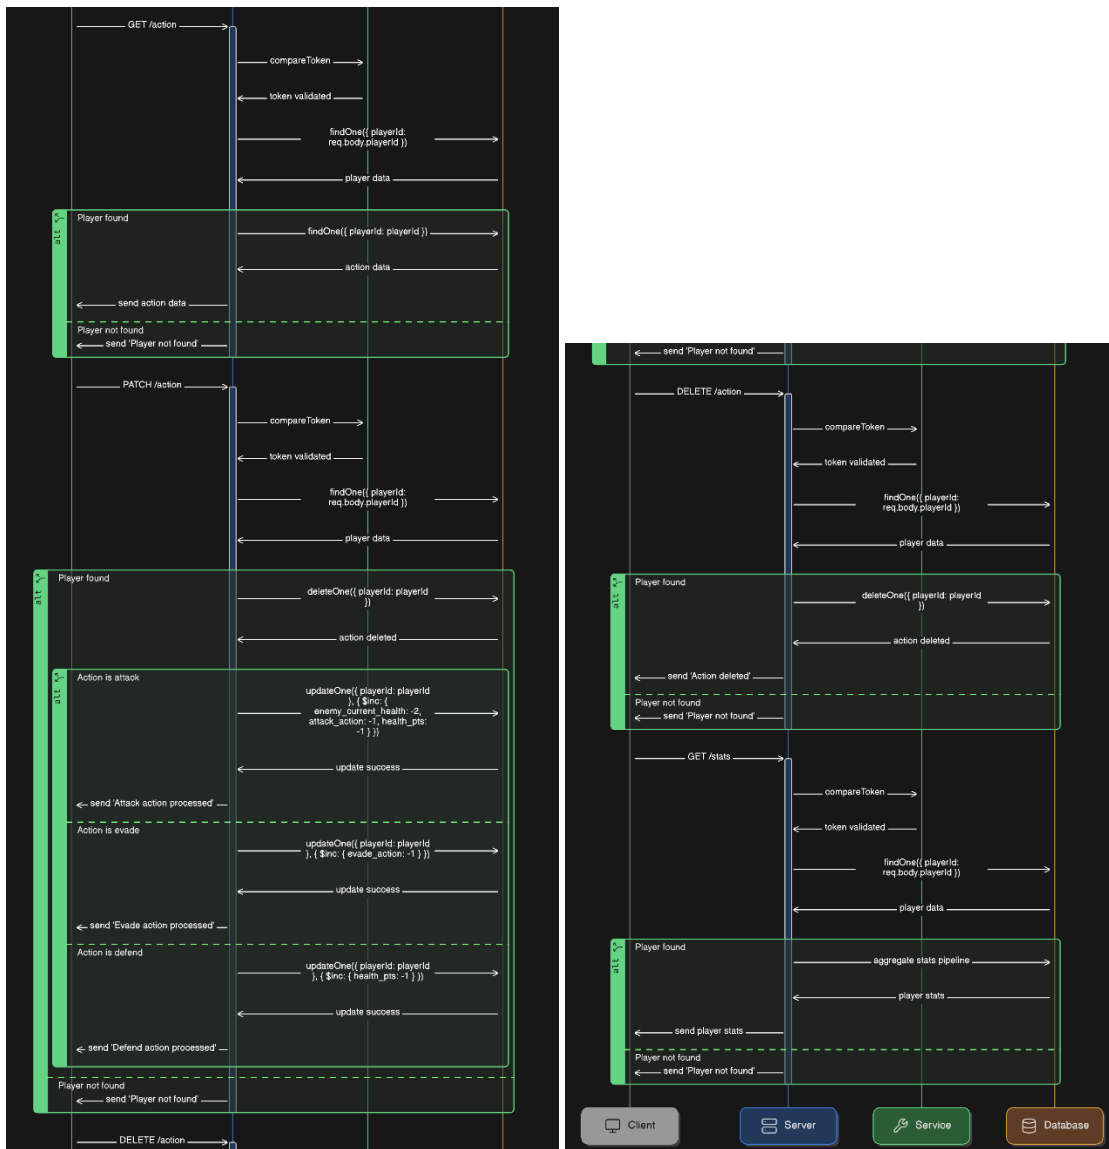 GET /action
compareToken
token validated
findOne({ playerId:
req.body.playerId })
player data
alt
Player found
findOne({ playerId: playerId })
action data
send action data
Player not found
send 'Player not found'
PATCH /action
compareToken
token validated
findOne({ playerId:
req.body.playerId })
player data
alt
Player found
deleteOne({ playerId: playerId
})
action deleted
alt
Action is attack
updateOne({ playerId: playerId
}, { $inc: {
enemy_current_health: -2,
attack_action: -1, health_pts:
-1 } })
update success
send 'Attack action processed'
Action is evade
updateOne({ playerId: playerId
}, { $inc: { evade_action: -1 } })
update success
send 'Evade action processed'
Action is defend
updateOne({ playerId: playerId
}, { $inc: { health_pts: -1 } })
update success
send 'Defend action processed'
Player not found
send 'Player not found'
DELETE /action
send 'Player not found'
DELETE /action
compareToken
token validated
findOne({ playerId:
req.body.playerId })
player data
alt
Player found
deleteOne({ playerId: playerId
})
action deleted
send 'Action deleted'
Player not found
send 'Player not found'
GET /stats
compareToken
token validated
findOne({ playerId:
req.body.playerId })
player data
alt
Player found
aggregate stats pipeline
player stats
send player stats
Player not found
send 'Player not found'
Client
Server
Service
Database